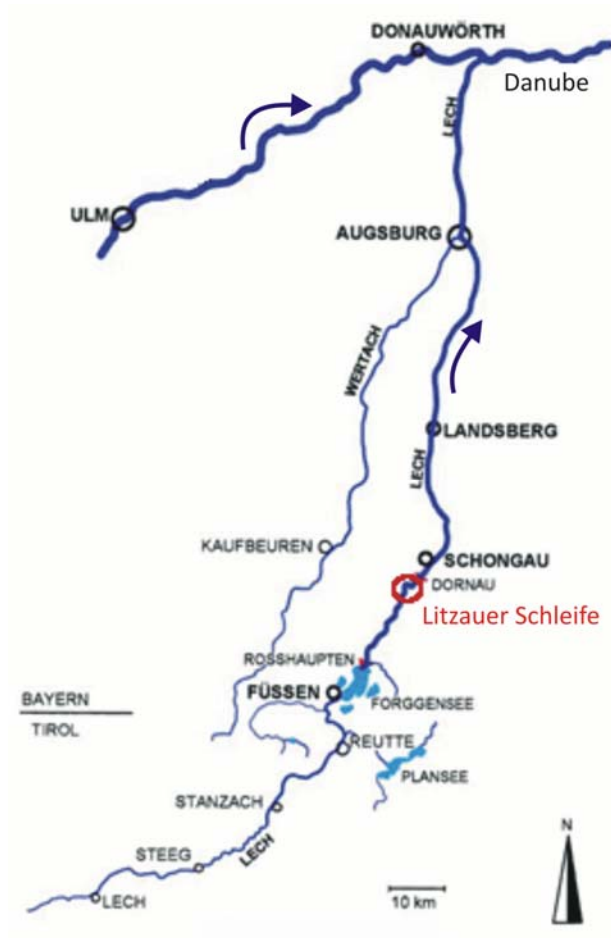 DONAUWÖRTH
Danube
LECH
ULM
AUGSBURG
WERTACH
LANDSBERG
LECH
KAUFBEUREN
SCHONGAU
DORNAU
Litzauer Schleife
ROSSHAUPTEN
FÜSSEN
FORGGENSEE
BAYERN
TIROL
REUTTE
PLANSEE
STANZACH
N
STEEG
LECH
LECH
10 km